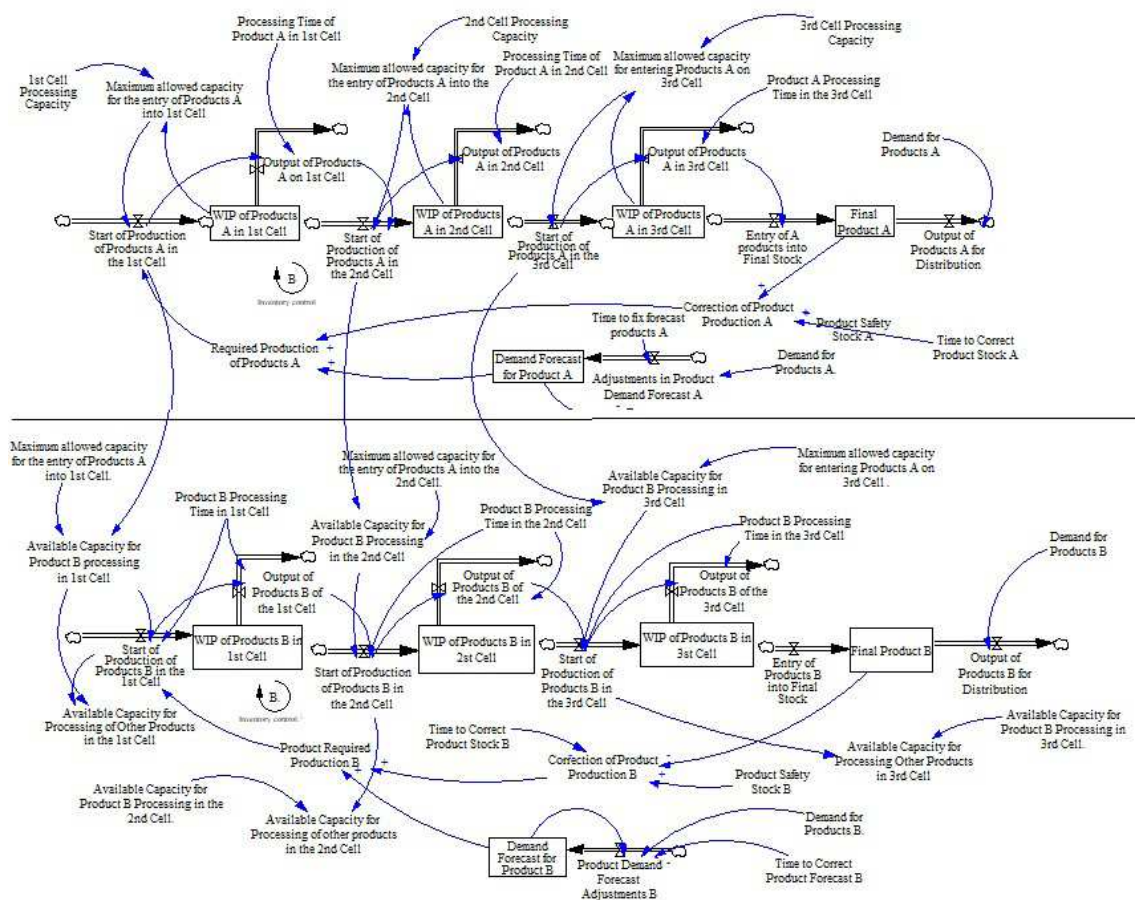 Processing Time of
Product A in 1st Cell
2nd Cell Processing
Capacity
3rd Cell Processing
Capacity
1st Cell
Processing
Capacity
Maximum allowed capacity
for the entry of Products A
into 1st Cell
Maximum allowed capacity for
the entry of Products A into the
2nd Cell
Processing Time of
Product A in 2nd Cell
Maximum allowed capacity
for entering Products A on
3rd Cell
Product A Processing
Time in the 3rd Cell
Output of Products
A on 1st Cell
Output of Products
A in 2nd Cell
Output of Products
A in 3rd Cell
Demand for
Products A
WIP of Products
A in 1st Cell
WIP of Products
A in 2nd Cell
WIP of Products
A in 3rd Cell
Final
Product A
Start of Production
of Products A in
the 1st Cell
Start of
Production of
Products A in
the 2nd Cell
Start of
Production of
Products A in the
3rd Cell
Entry of A
products into
Final Stock
Output of
Products A for
Distribution
B
Inventory control
+
Correction of Product
Production A
+
Product Safety
Stock A
Time to Correct
Product Stock A
Time to fix forecast
products A
Required Production
of Products A
+
+
Demand Forecast
for Product A
Adjustments in Product
Demand Forecast A
Demand for
Products A.
Maximum allowed capacity
for the entry of Products A
into 1st Cell.
Maximum allowed capacity for
the entry of Products A into the
2nd Cell.
Available Capacity for
Product B Processing in
3rd Cell
Maximum allowed capacity
for entering Products A on
3rd Cell .
Product B Processing
Time in 1st Cell
Product B Processing
Time in the 2nd Cell
Product B Processing
Time in the 3rd Cell
Available Capacity for
Product B processing
in 1st Cell
Available Capacity for
Product B Processing
in the 2nd Cell
Demand for
Products B
Output of
Products B of
the 1st Cell
Output of
Products B of
the 2nd Cell
Output of
Products B of
the 3rd Cell
WIP of Products B in
1st Cell
WIP of Products B in
2st Cell
WIP of Products B in
3st Cell
Final Product B
Start of
Production of
Products B in the
1st Cell
Start of Production
of Products B in
the 2nd Cell
Start of
Production of
Products B in
the 3rd Cell
Entry of
Products B
into Final
Stock
Output of
Products B for
Distribution
B.
Inventory control .
Available Capacity for
Processing of Other Products
in the 1st Cell
Time to Correct
Product Stock B
Available Capacity for
Product B Processing in
3rd Cell.
Product Required
Production B
+
+
Correction of Product
Production B
-
+
Available Capacity for
Processing Other Products
in 3rd Cell
Product Safety
Stock B
Available Capacity for
Product B Processing in the
2nd Cell.
Available Capacity for
Processing of other products
in the 2nd Cell
Demand for
Products B.
Demand
Forecast for
Product B
Product Demand
Forecast
Adjustments B
-
Time to Correct
Product Forecast B